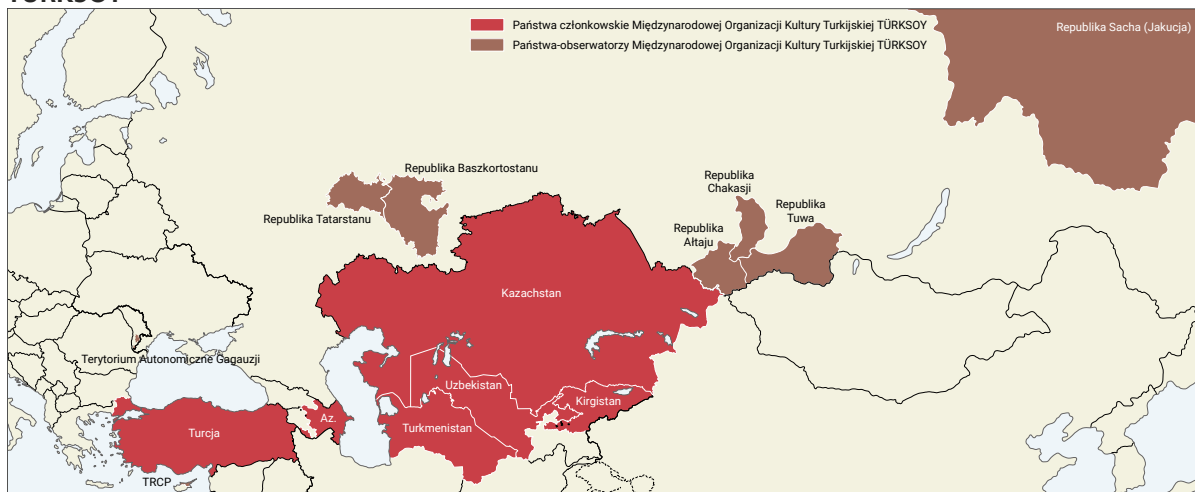 TÜRKSOY
Państwa członkowskie Międzynarodowej Organizacji Kultury Turkijskiej TÜRKSOY
Państwa-obserwatorzy Międzynarodowej Organizacji Kultury Turkijskiej TÜRKSOY
Republika Sacha (Jakucja)
Republika Baszkortostanu
Republika Tatarstanu
Republika
Chakasji
Republika
Tuwa
Republika
Ałtaju
Kazachstan
Terytorium Autonomiczne Gagauzji
Uzbekistan
Kirgistan
Az.
Turkmenistan
Turcja
TRCP